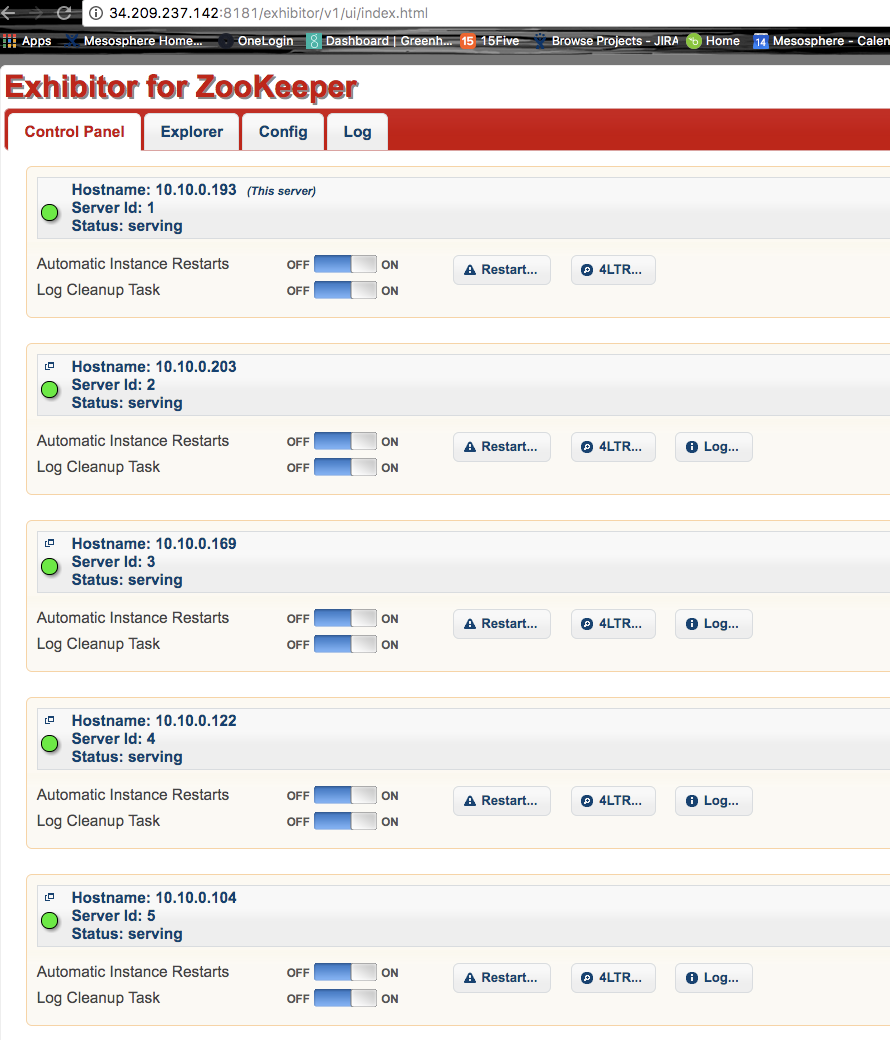 34.209.237.142:8181/exhibitor/v1/ui/index.html
Apps Mesosphere Home... OneLogin Dashboard | Greenh... 15 15Five Browse Projects - JIRA Home 14 Mesosphere - Calen
Exhibitor for ZooKeeper
Control Panel Explorer Config Log
Hostname: 10.10.0.193 (This server)
Server Id: 1
Status: serving
Automatic Instance Restarts OFF ON Restart... 4LTR...
Log Cleanup Task OFF ON
Hostname: 10.10.0.203
Server Id: 2
Status: serving
Automatic Instance Restarts OFF ON Restart... 4LTR... Log...
Log Cleanup Task OFF ON
Hostname: 10.10.0.169
Server Id: 3
Status: serving
Automatic Instance Restarts OFF ON Restart... 4LTR... Log...
Log Cleanup Task OFF ON
Hostname: 10.10.0.122
Server Id: 4
Status: serving
Automatic Instance Restarts OFF ON Restart... 4LTR... Log...
Log Cleanup Task OFF ON
Hostname: 10.10.0.104
Server Id: 5
Status: serving
Automatic Instance Restarts OFF ON Restart... 4LTR... Log...
Log Cleanup Task OFF ON